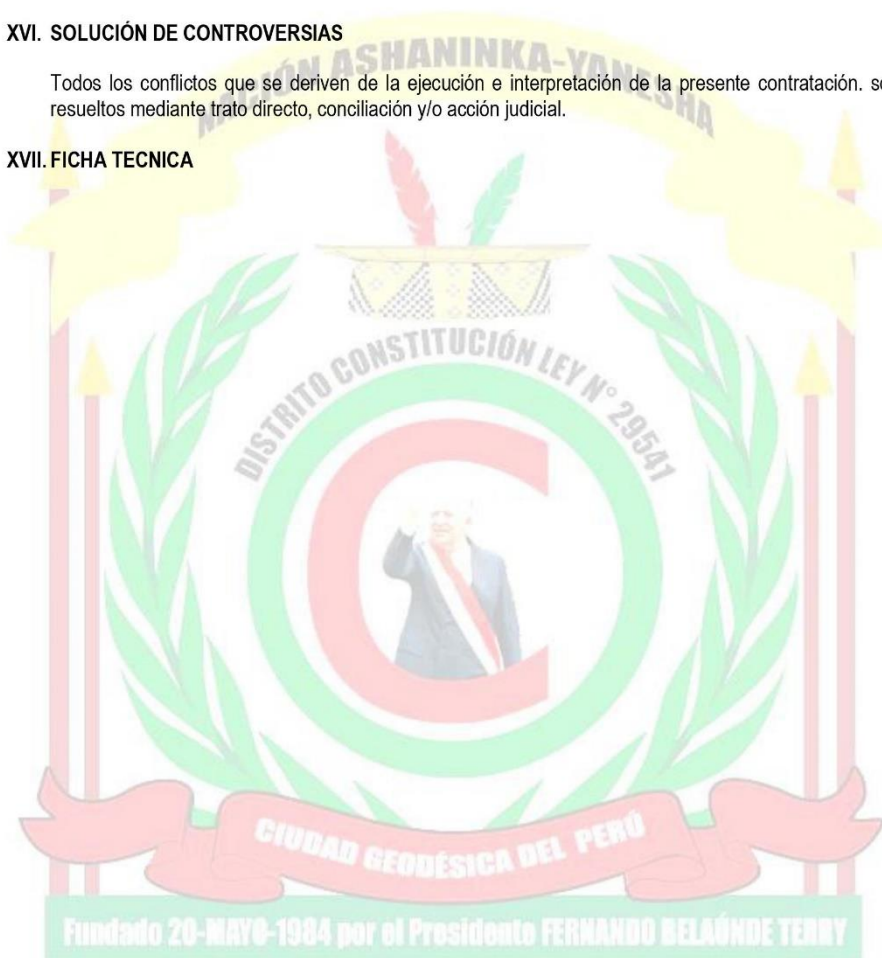 XVI. SOLUCIÓN DE CONTROVERSIAS
Todos los conflictos que se deriven de la ejecución e interpretación de la presente contratación.
resueltos mediante trato directo, conciliación y/o acción judicial.
XVII. FICHA TECNICA
NACIÓN ASHANINKA-YANESHA
DISTRITO CONSTITUCIÓN LEY N° 29541
C
CIUDAD GEODÉSICA DEL PERÚ
Fundado 20-MAYO-1984 por el Presidente FERNANDO BELAÚNDE TERRY